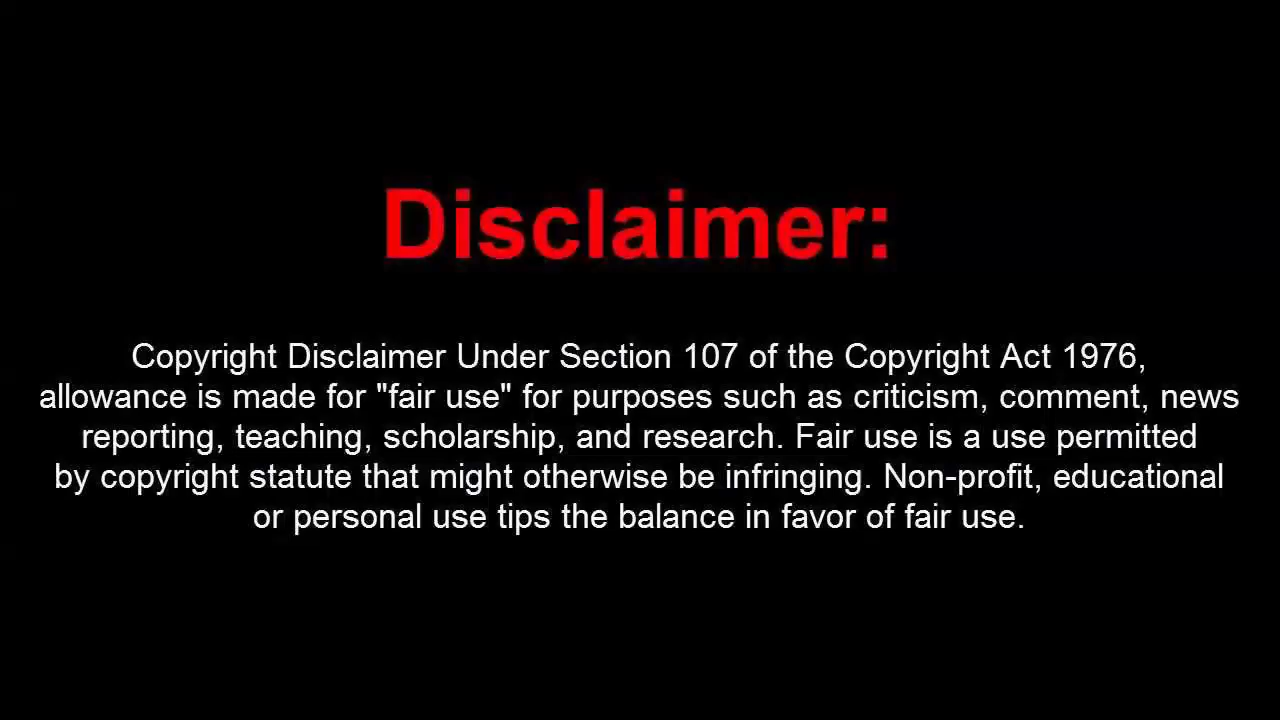 Disclaimer:
Copyright Disclaimer Under Section 107 of the Copyright Act 1976,
allowance is made for "fair use" for purposes such as criticism, comment, news
reporting, teaching, scholarship, and research. Fair use is a use permitted
by copyright statute that might otherwise be infringing. Non-profit, educational
or personal use tips the balance in favor of fair use.